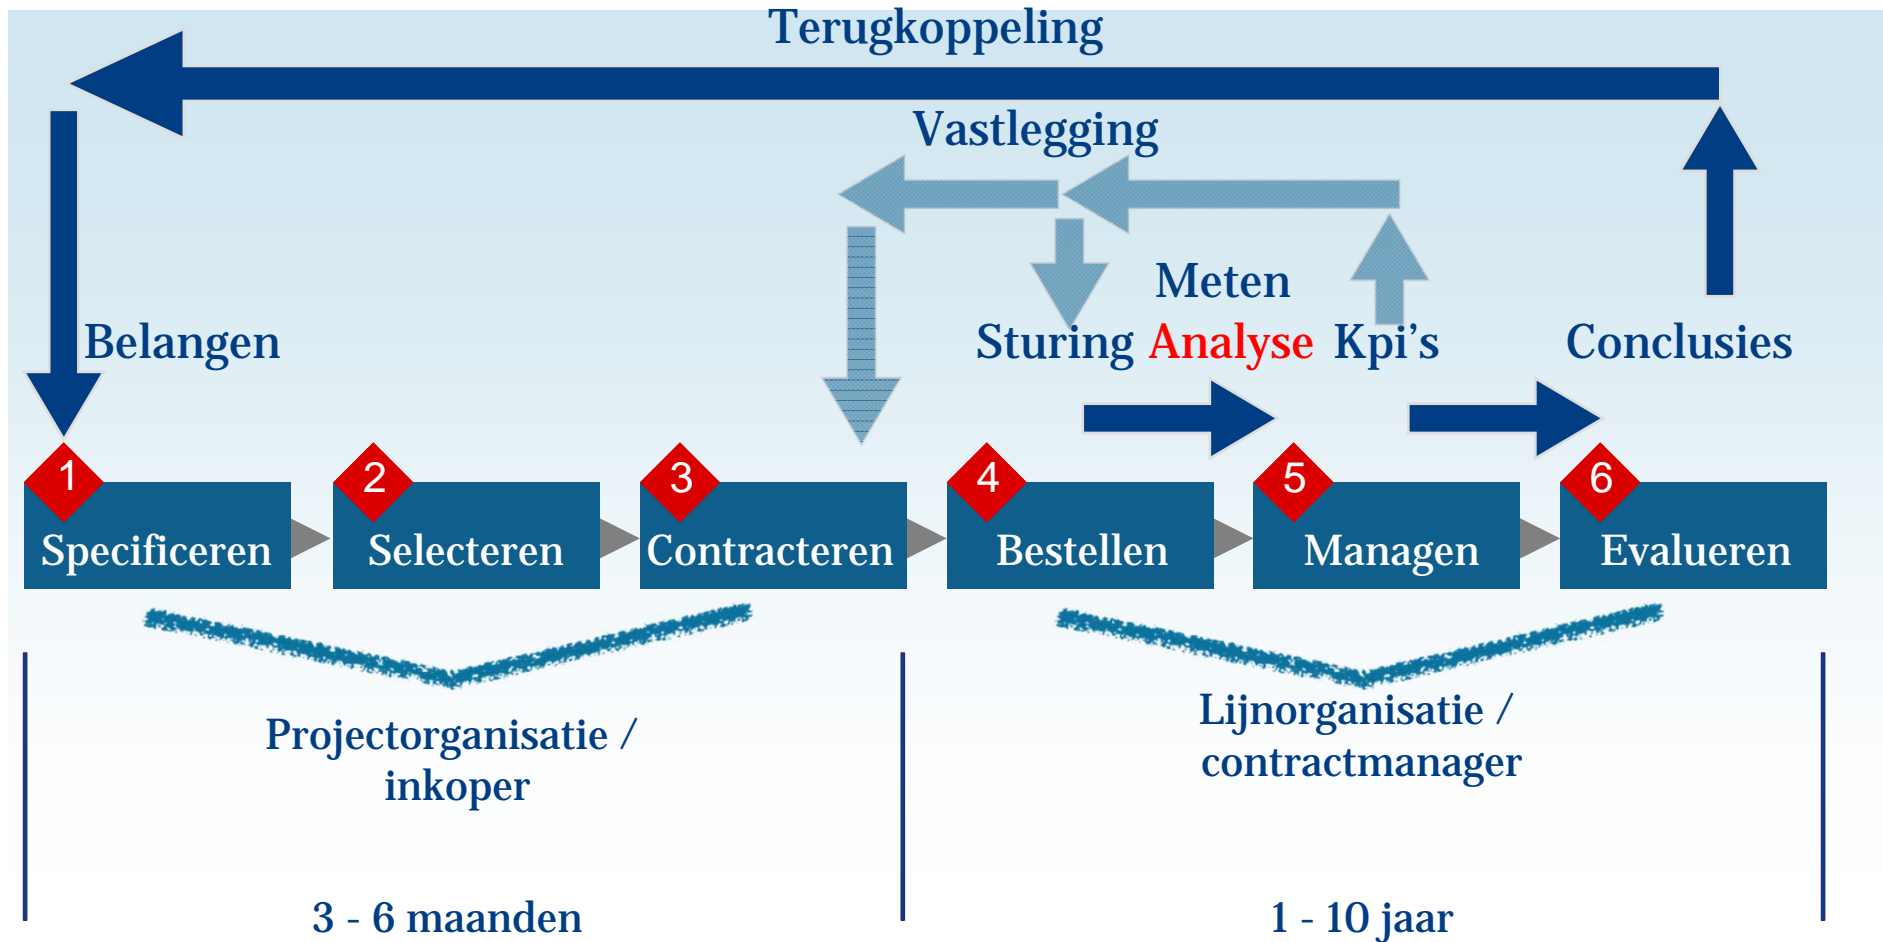 Terugkoppeling
Vastlegging
Meten
Belangen
Sturing Analyse Kpi's
Conclusies
1
2
3
4
5
6
Specificeren
Selecteren
Contracteren
Bestellen
Managen
Evalueren
Projectorganisatie /
inkoper
Lijnorganisatie /
contractmanager
3 - 6 maanden
1 - 10 jaar